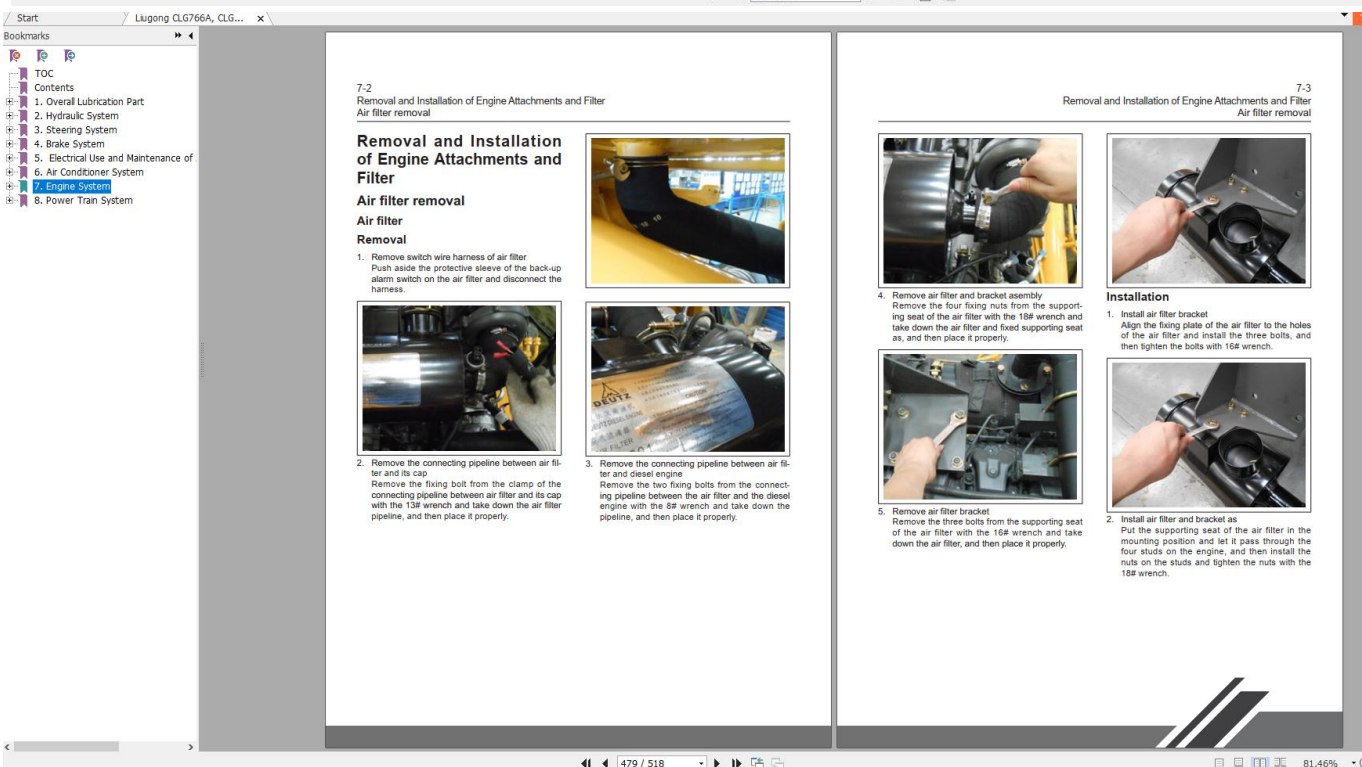 Start
Liugong CLG766A, CLG... x
Bookmarks
TOC
Contents
1. Overall Lubrication Part
2. Hydraulic System
3. Steering System
4. Brake System
5. Electrical Use and Maintenance of
6. Air Conditioner System
7. Engine System
8. Power Train System
7-2
Removal and Installation of Engine Attachments and Filter
Air filter removal
Removal and Installation
of Engine Attachments and
Filter
Air filter removal
Air filter
Removal
1. Remove switch wire harness of air filter
Push aside the protective sleeve of the back-up
alarm switch on the air filter and disconnect the
harness.
2. Remove the connecting pipeline between air fil-
ter and its cap
Remove the fixing bolt from the clamp of the
connecting pipeline between air filter and its cap
with the 13# wrench and take down the air filter
pipeline, and then place it properly.
DEUTZ
CAUTION
3. Remove the connecting pipeline between air fil-
ter and diesel engine
Remove the two fixing bolts from the connect-
ing pipeline between the air filter and the diesel
engine with the 8# wrench and take down the
pipeline, and then place it properly.
7-3
Removal and Installation of Engine Attachments and Filter
Air filter removal
4. Remove air filter and bracket asembly
Remove the four fixing nuts from the support-
ing seat of the air filter with the 18# wrench and
take down the air filter and fixed supporting seat
as, and then place it properly.
5. Remove air filter bracket
Remove the three bolts from the supporting seat
of the air filter with the 16# wrench and take
down the air filter, and then place it properly.
Installation
1. Install air filter bracket
Align the fixing plate of the air filter to the holes
of the air filter and install the three bolts, and
then tighten the bolts with 16# wrench.
2. Install air filter and bracket as
Put the supporting seat of the air filter in the
mounting position and let it pass through the
four studs on the engine, and then install the
nuts on the studs and tighten the nuts with the
18# wrench.
479 / 518
81.46%